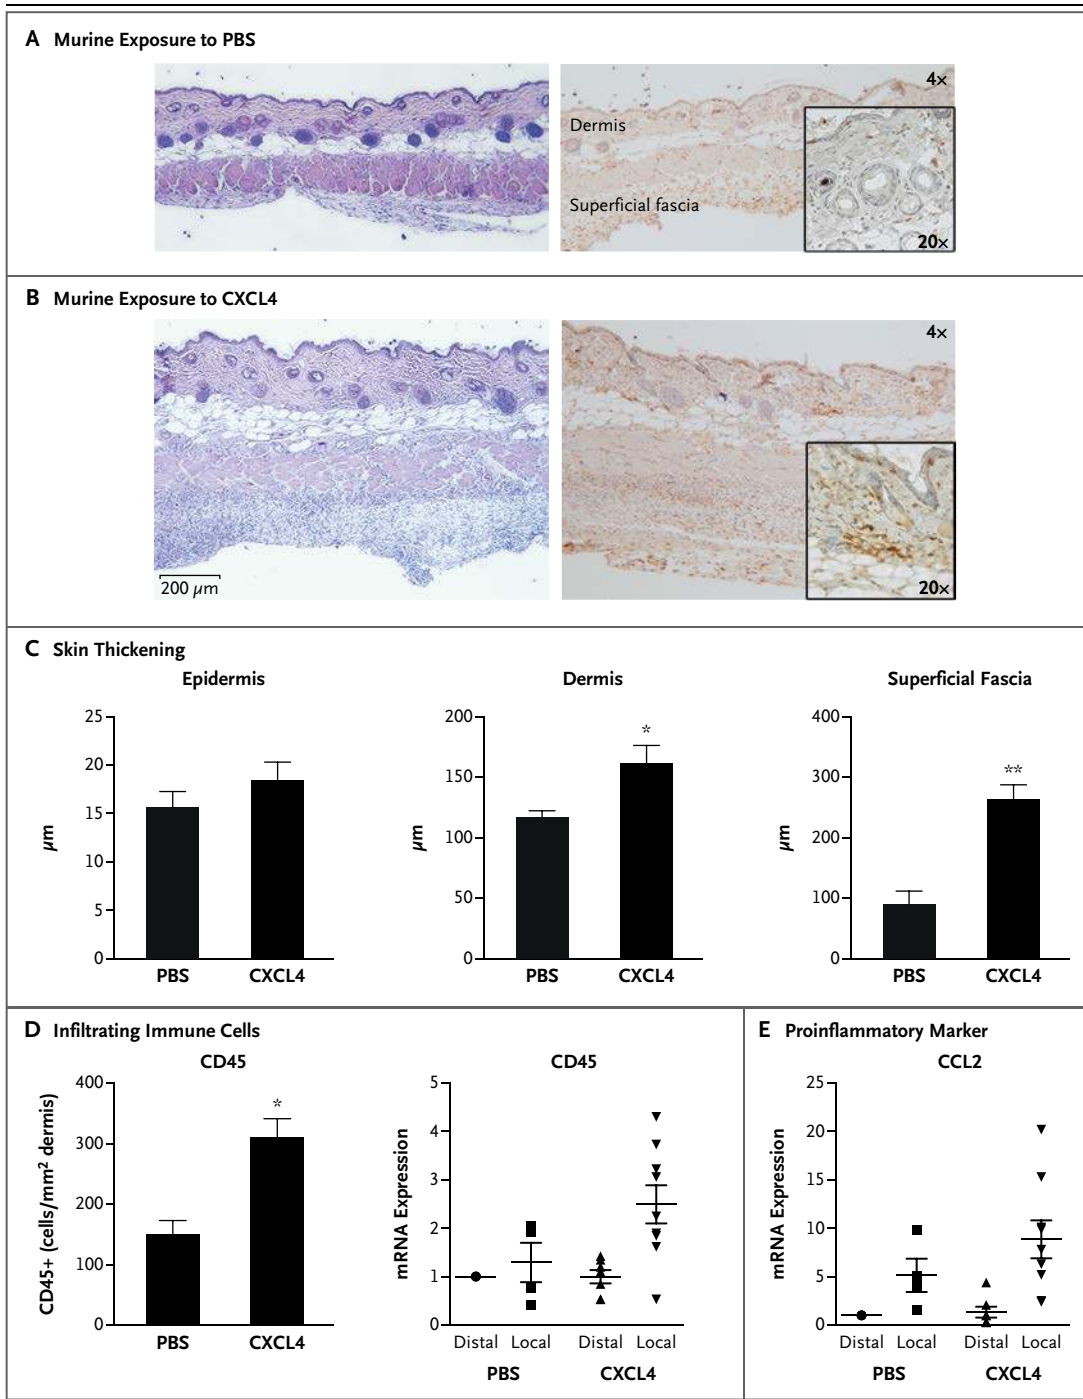 A Murine Exposure to PBS
4×
Dermis
Superficial fascia
20×
B Murine Exposure to CXCL4
4×
200 µm
20×
C Skin Thickening
Epidermis
Dermis
Superficial Fascia
25
20
15
10
5
0
µm
PBS CXCL4
200
150
100
50
0
µm
*
PBS CXCL4
400
300
200
100
0
µm
**
PBS CXCL4
D Infiltrating Immune Cells
CD45
400
300
200
100
0
CD45+ (cells/mm² dermis)
*
PBS CXCL4
CD45
5
4
3
2
1
0
mRNA Expression
Distal Local Distal Local
PBS CXCL4
E Proinflammatory Marker
CCL2
25
20
15
10
5
0
mRNA Expression
Distal Local Distal Local
PBS CXCL4